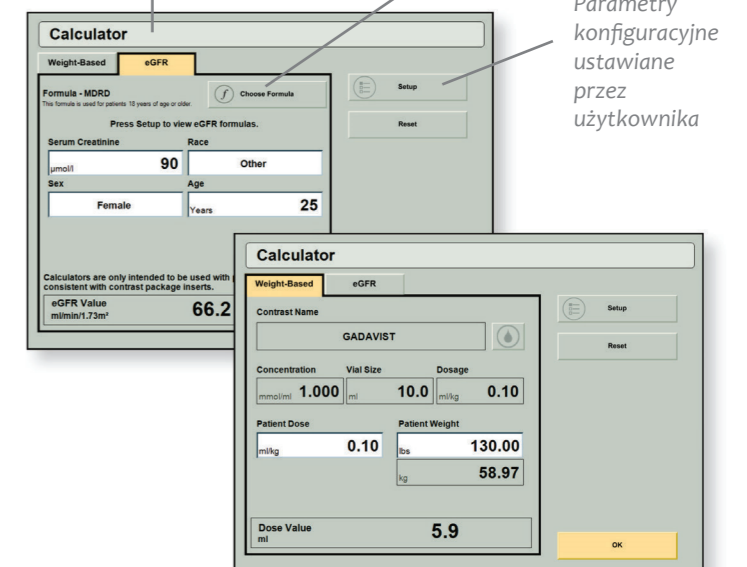 Parametry
konfiguracyjne
ustawiane
przez
użytkownika
Calculator
Weight-Based eGFR
Formula - MDRD
This formula is used for patients 18 years of age or older.
Choose Formula
Setup
Reset
Press Setup to view eGFR formulas.
Serum Creatinine Race
µmol/l 90 Other
Sex Age
Female Years 25
Calculators are only intended to be used with
consistent with contrast package inserts.
eGFR Value
ml/min/1.73m² 66.2
Calculator
Weight-Based eGFR
Setup
Reset
Contrast Name
GADAVIST
Concentration Vial Size Dosage
mmol/ml 1.000 ml 10.0 ml/kg 0.10
Patient Dose Patient Weight
ml/kg 0.10 lbs 130.00
kg 58.97
Dose Value
ml 5.9
OK